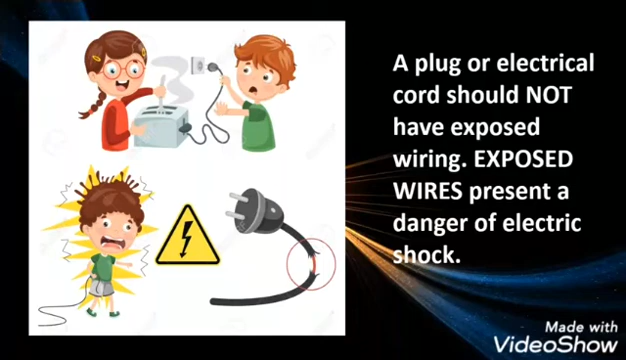 A plug or electrical
cord should NOT
have exposed
wiring. EXPOSED
WIRES present a
danger of electric
shock.
Made with
VideoShow